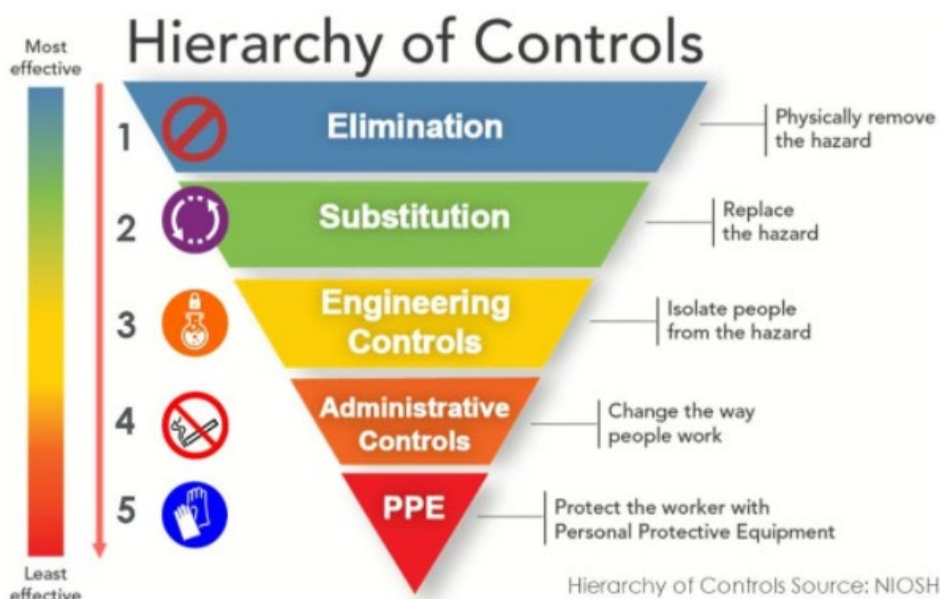 Hierarchy of Controls
Most
effective
1
Elimination
Physically remove
the hazard
2
Substitution
Replace
the hazard
3
Engineering
Controls
Isolate people
from the hazard
4
Administrative
Controls
Change the way
people work
5
PPE
Protect the worker with
Personal Protective Equipment
Least
effective
Hierarchy of Controls Source: NIOSH